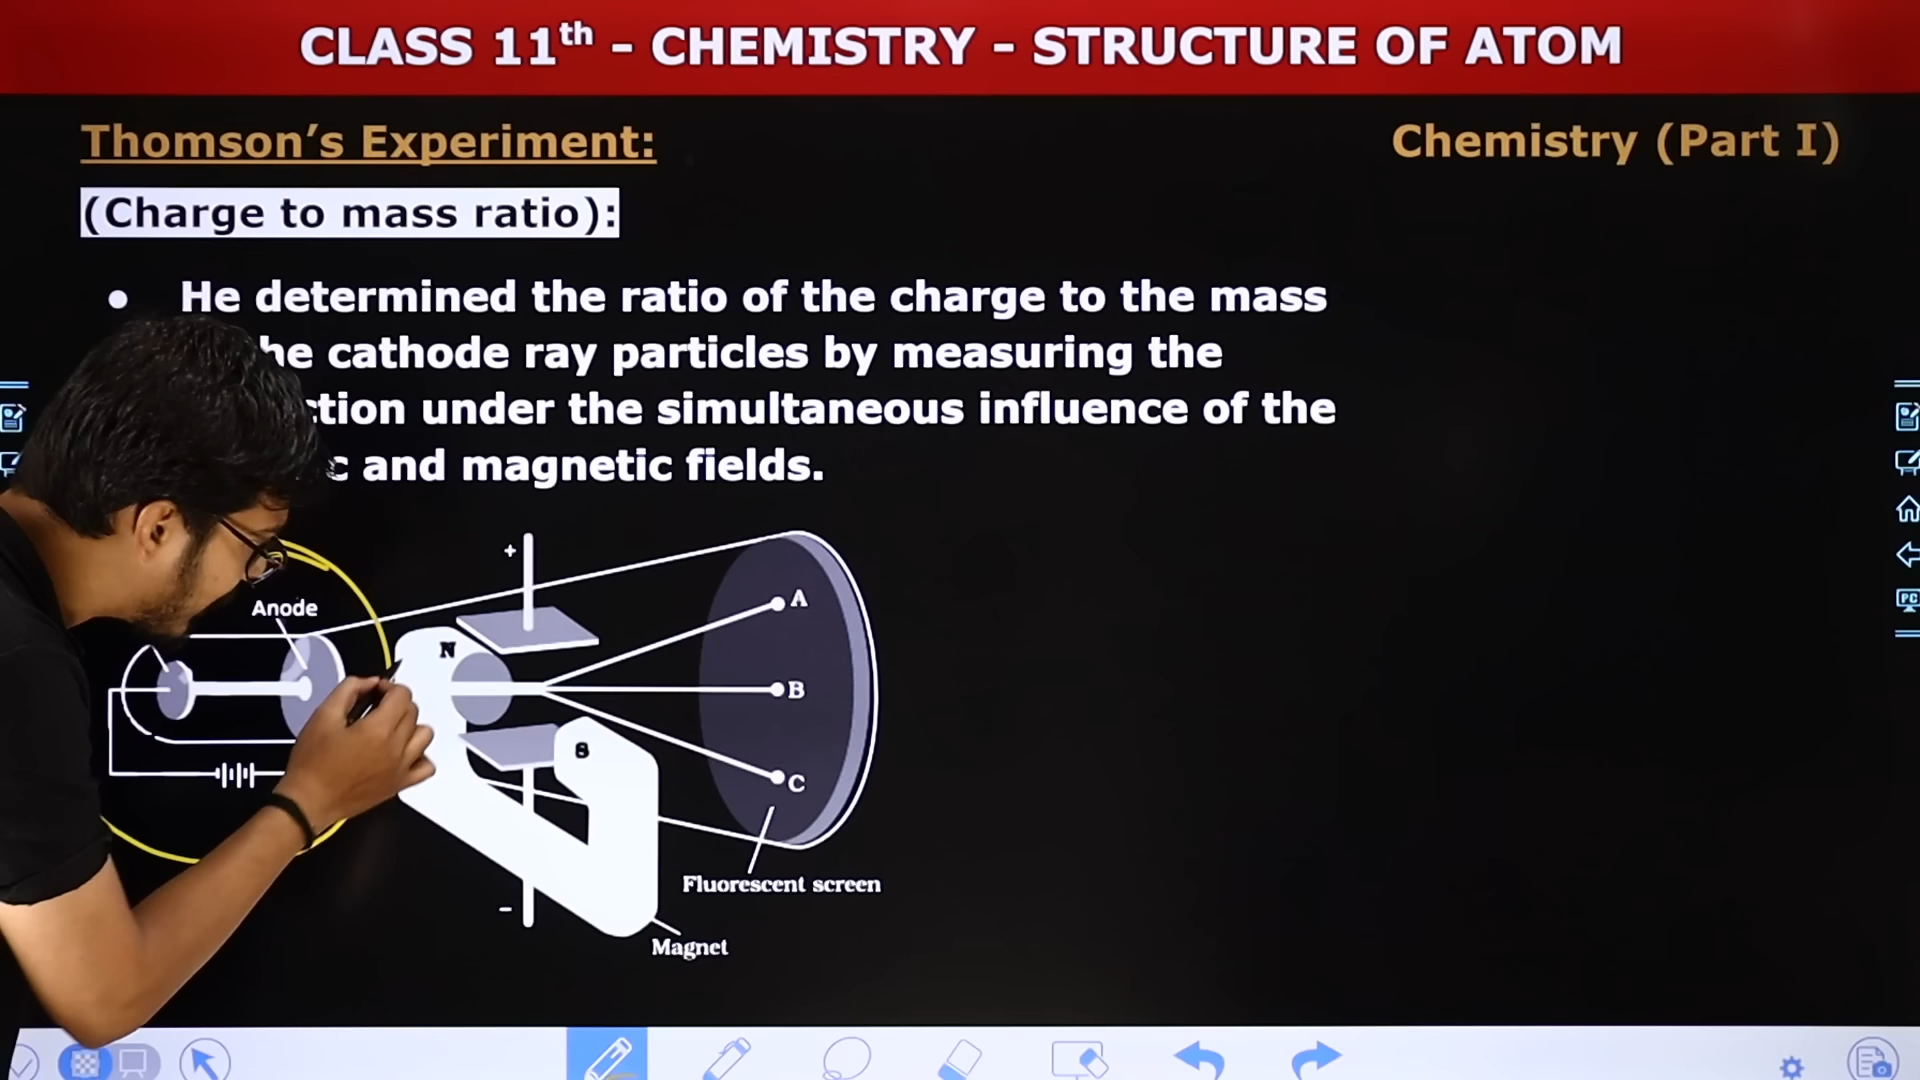 CLASS 11th - CHEMISTRY - STRUCTURE OF ATOM
Thomson's Experiment:
Chemistry (Part I)
(Charge to mass ratio):
• He determined the ratio of the charge to the mass
he cathode ray particles by measuring the
ction under the simultaneous influence of the
c and magnetic fields.
+
Anode
A
N
B
S
C
Fluorescent screen
-
Magnet
PC